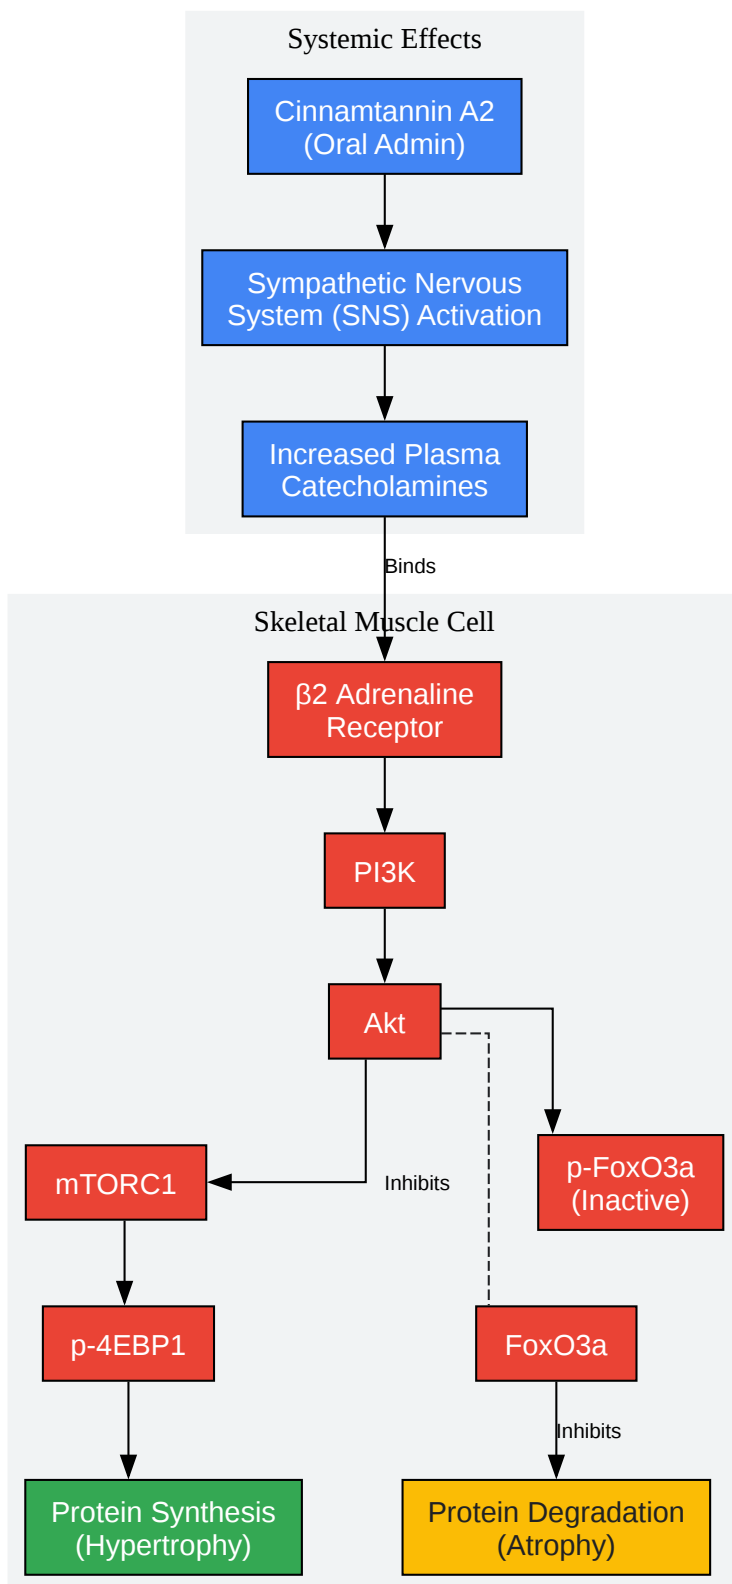 Systemic Effects
Cinnamtannin A2
(Oral Admin)
Sympathetic Nervous
System (SNS) Activation
Increased Plasma
Catecholamines
Binds
Skeletal Muscle Cell
β2 Adrenaline
Receptor
PI3K
Akt
mTORC1
Inhibits
p-FoxO3a
(Inactive)
p-4EBP1
FoxO3a
Inhibits
Protein Synthesis
(Hypertrophy)
Protein Degradation
(Atrophy)